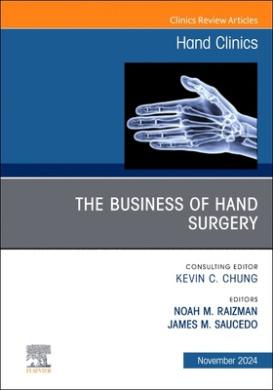 Clinics Review Articles
Hand Clinics
THE BUSINESS OF HAND
SURGERY
CONSULTING EDITOR
KEVIN C. CHUNG
EDITORS
NOAH M. RAIZMAN
JAMES M. SAUCEDO
ELSEVIER
November 2024